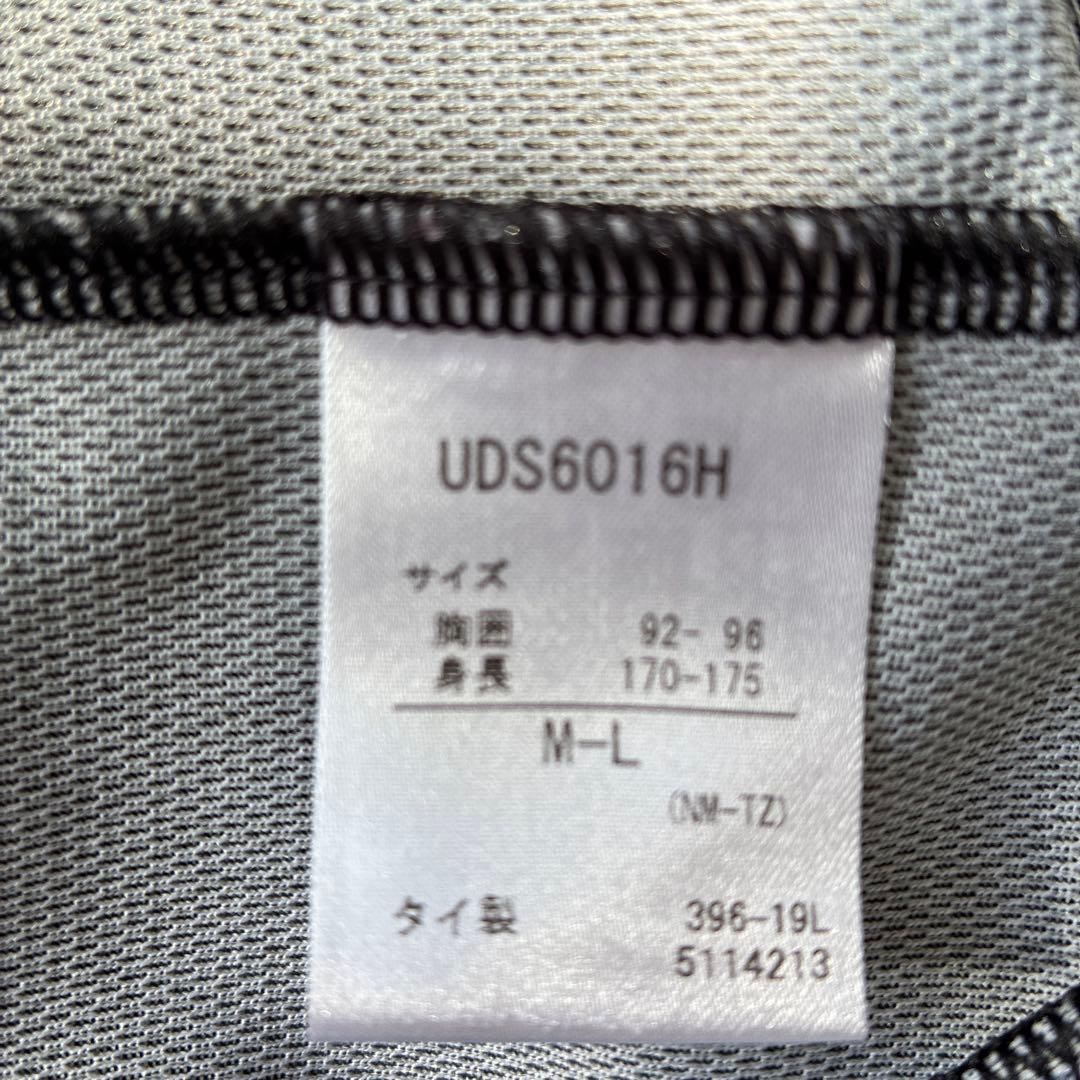 UDS6016H
サイズ
胸囲 92- 96
身長 170-175
M-L
(NM-TZ)
タイ製 396-19L
5114213